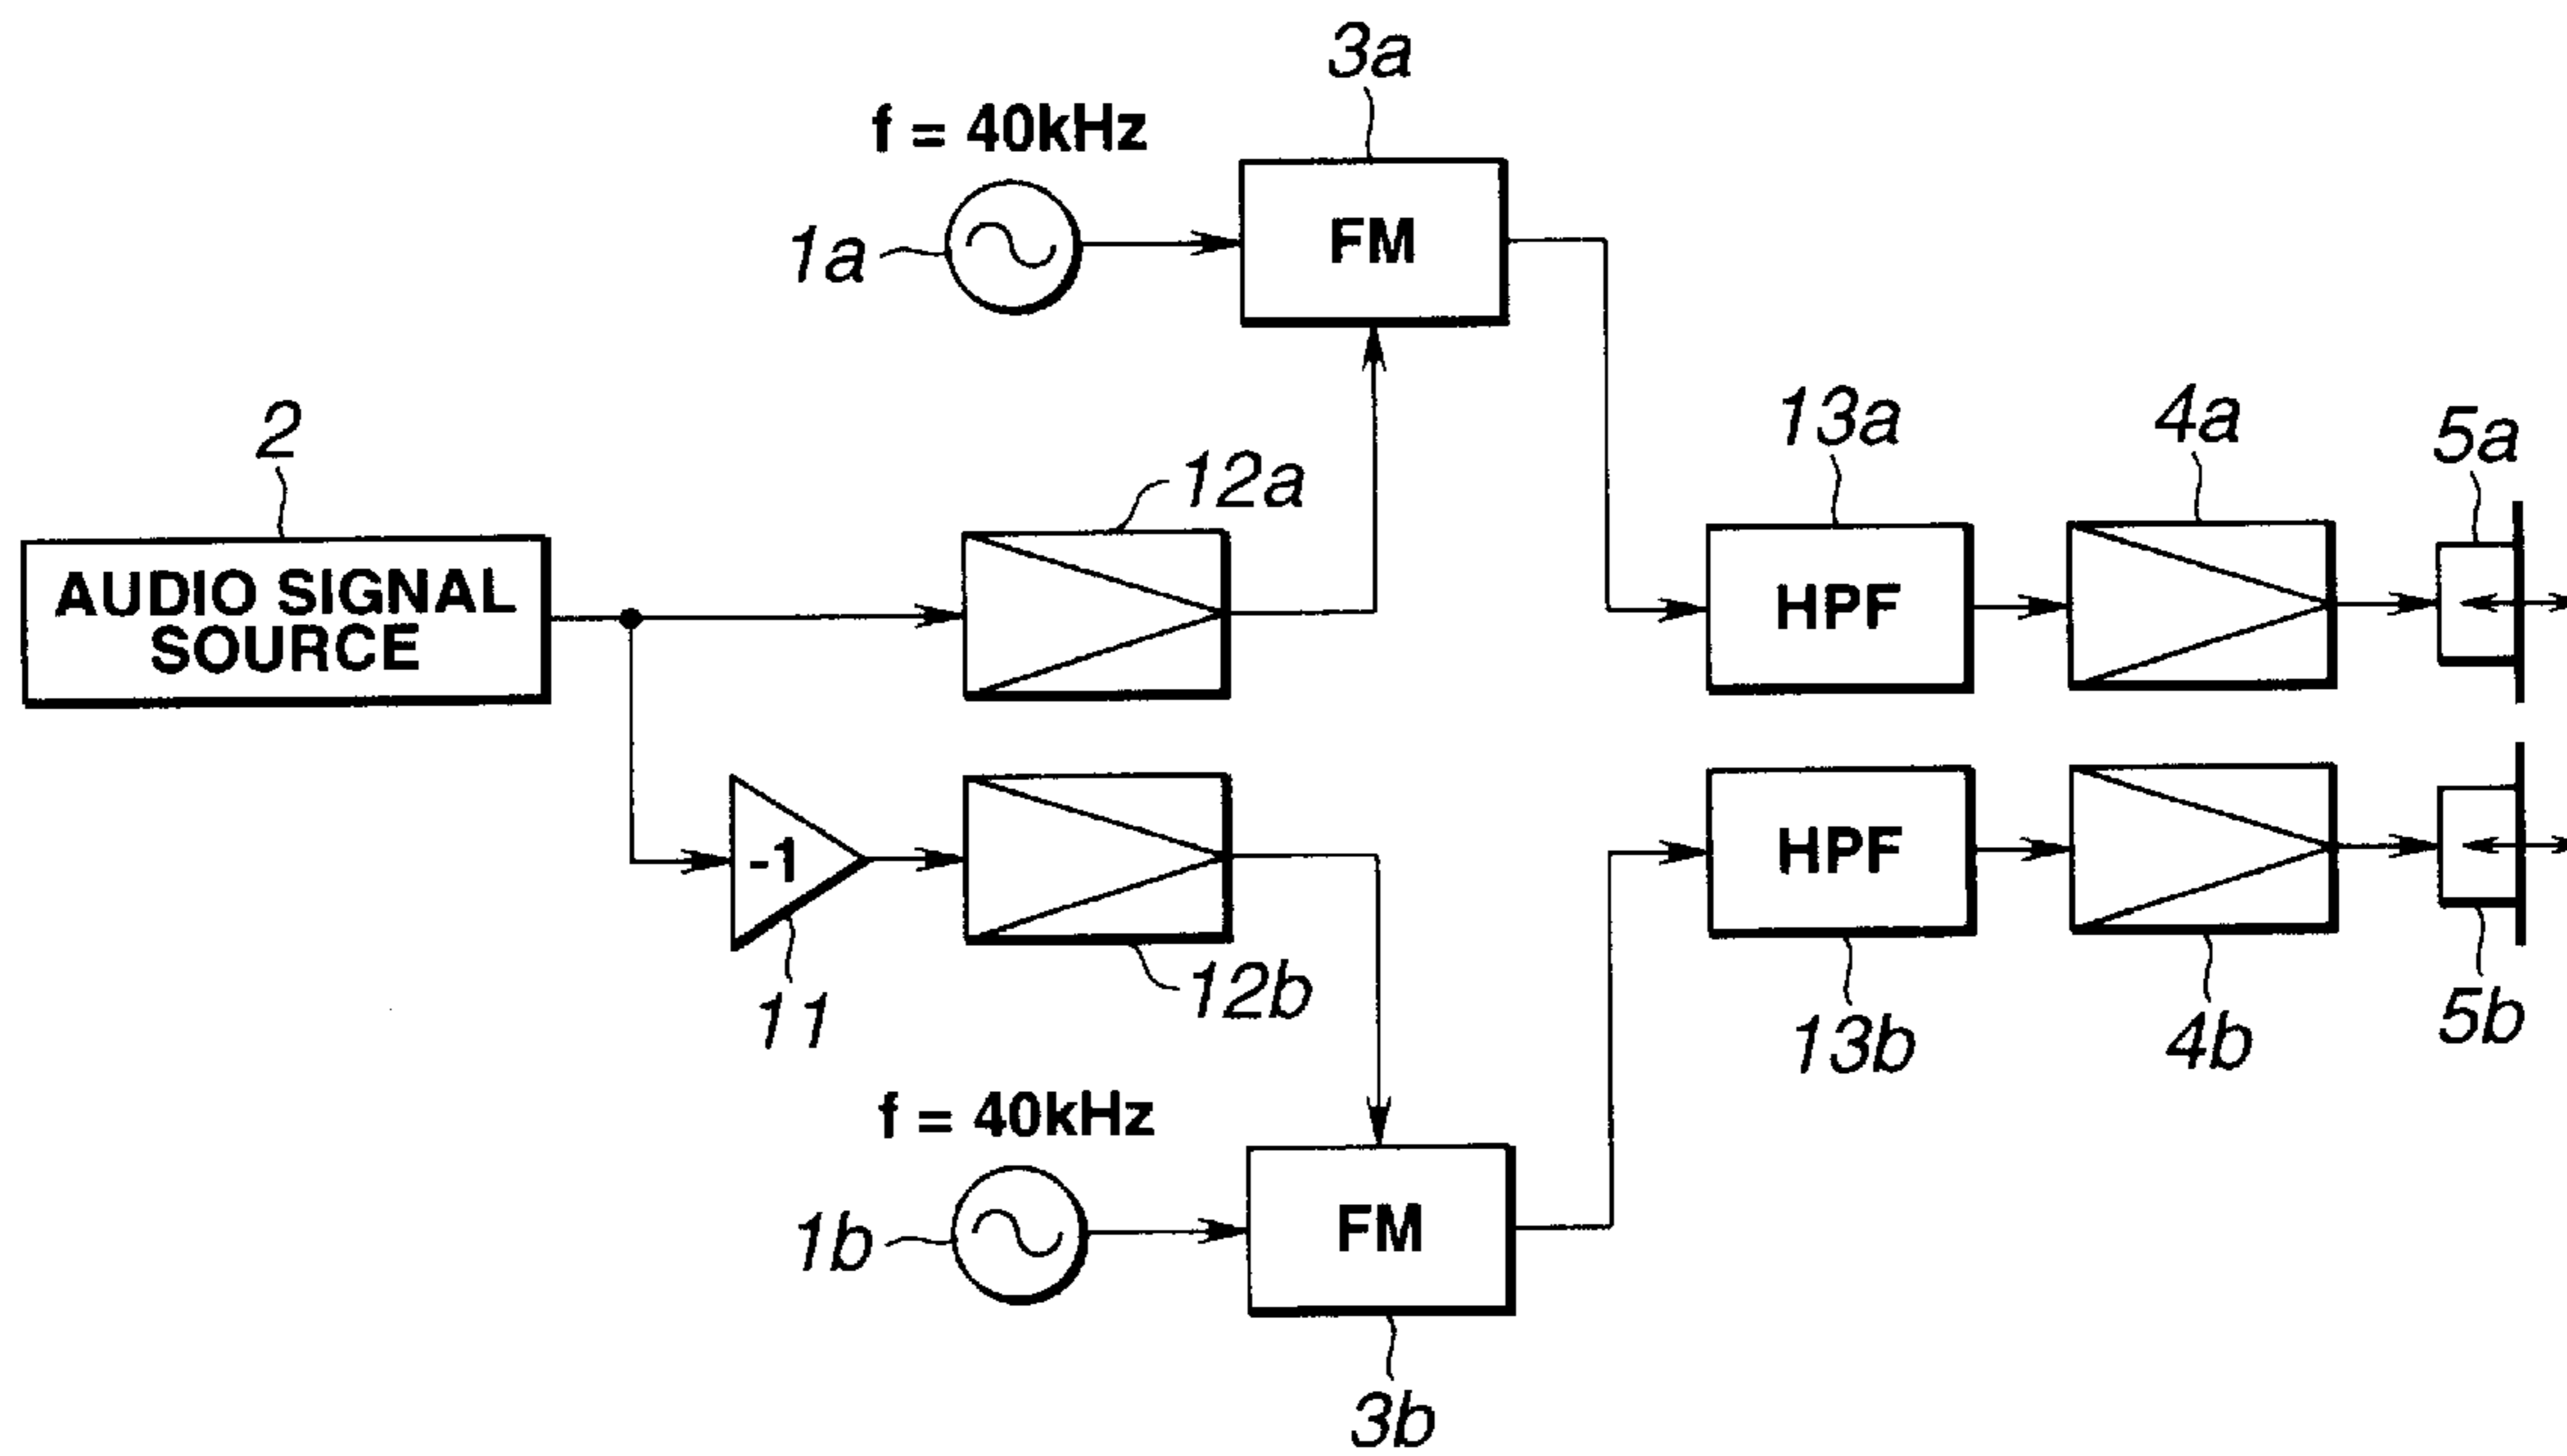 3a
f = 40kHz
1a
FM
2
12a
13a
4a
5a
AUDIO SIGNAL
SOURCE
HPF
-1
HPF
11
12b
13b
4b
5b
f = 40kHz
1b
FM
3b